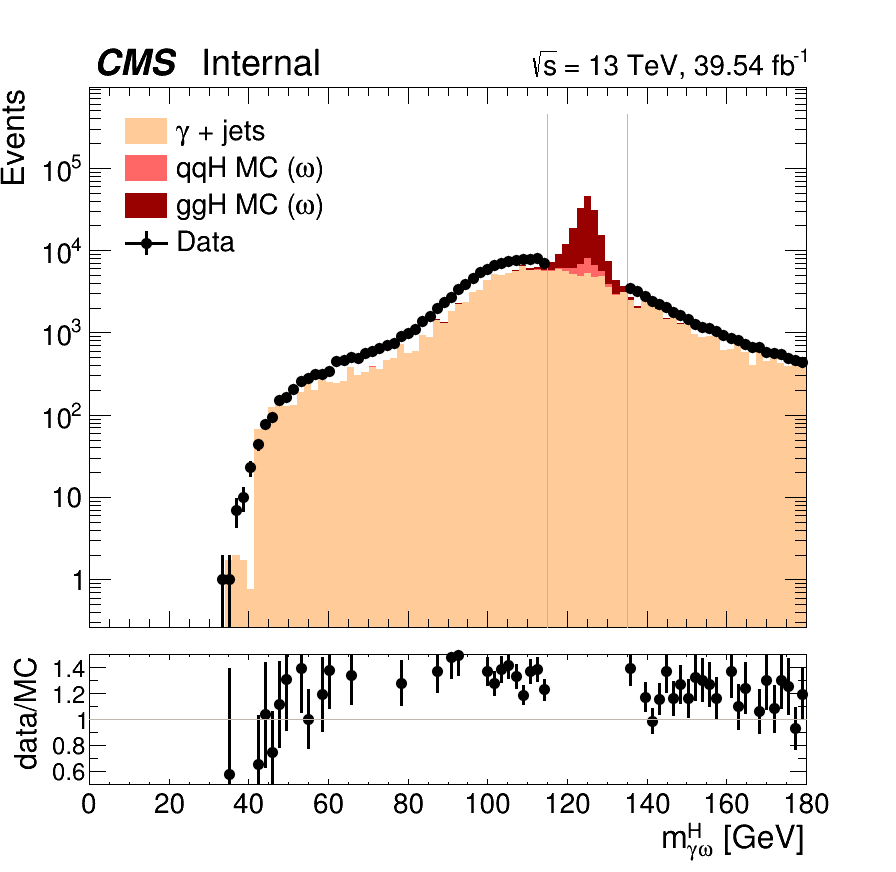 CMS Internal √s = 13 TeV, 39.54 fb⁻¹
Events
γ + jets
qqH MC (ω)
ggH MC (ω)
Data
10⁵
10⁴
10³
10²
10
1
data/MC
1.4
1.2
1
0.8
0.6
0 20 40 60 80 100 120 140 160 180
m^H_γω [GeV]